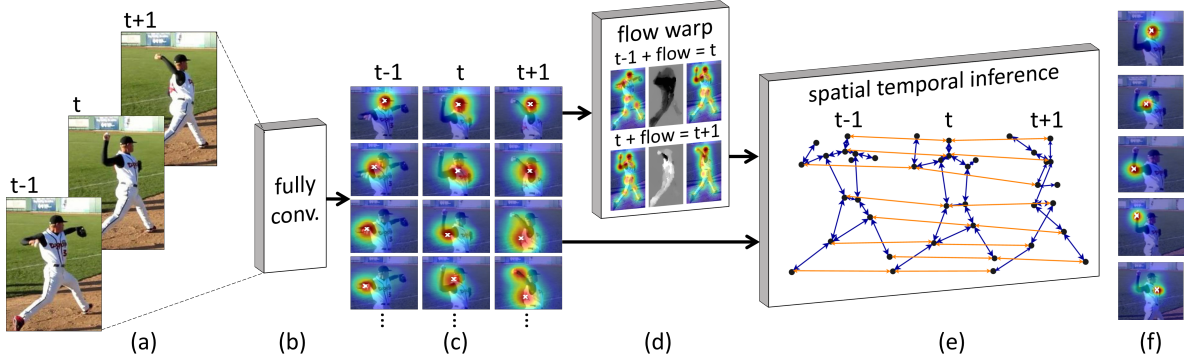 t+1
t
t-1
fully
conv.
t-1
t
t+1
flow warp
t-1 + flow = t
t + flow = t+1
spatial temporal inference
t-1
t
t+1
(a)
(b)
(c)
(d)
(e)
(f)